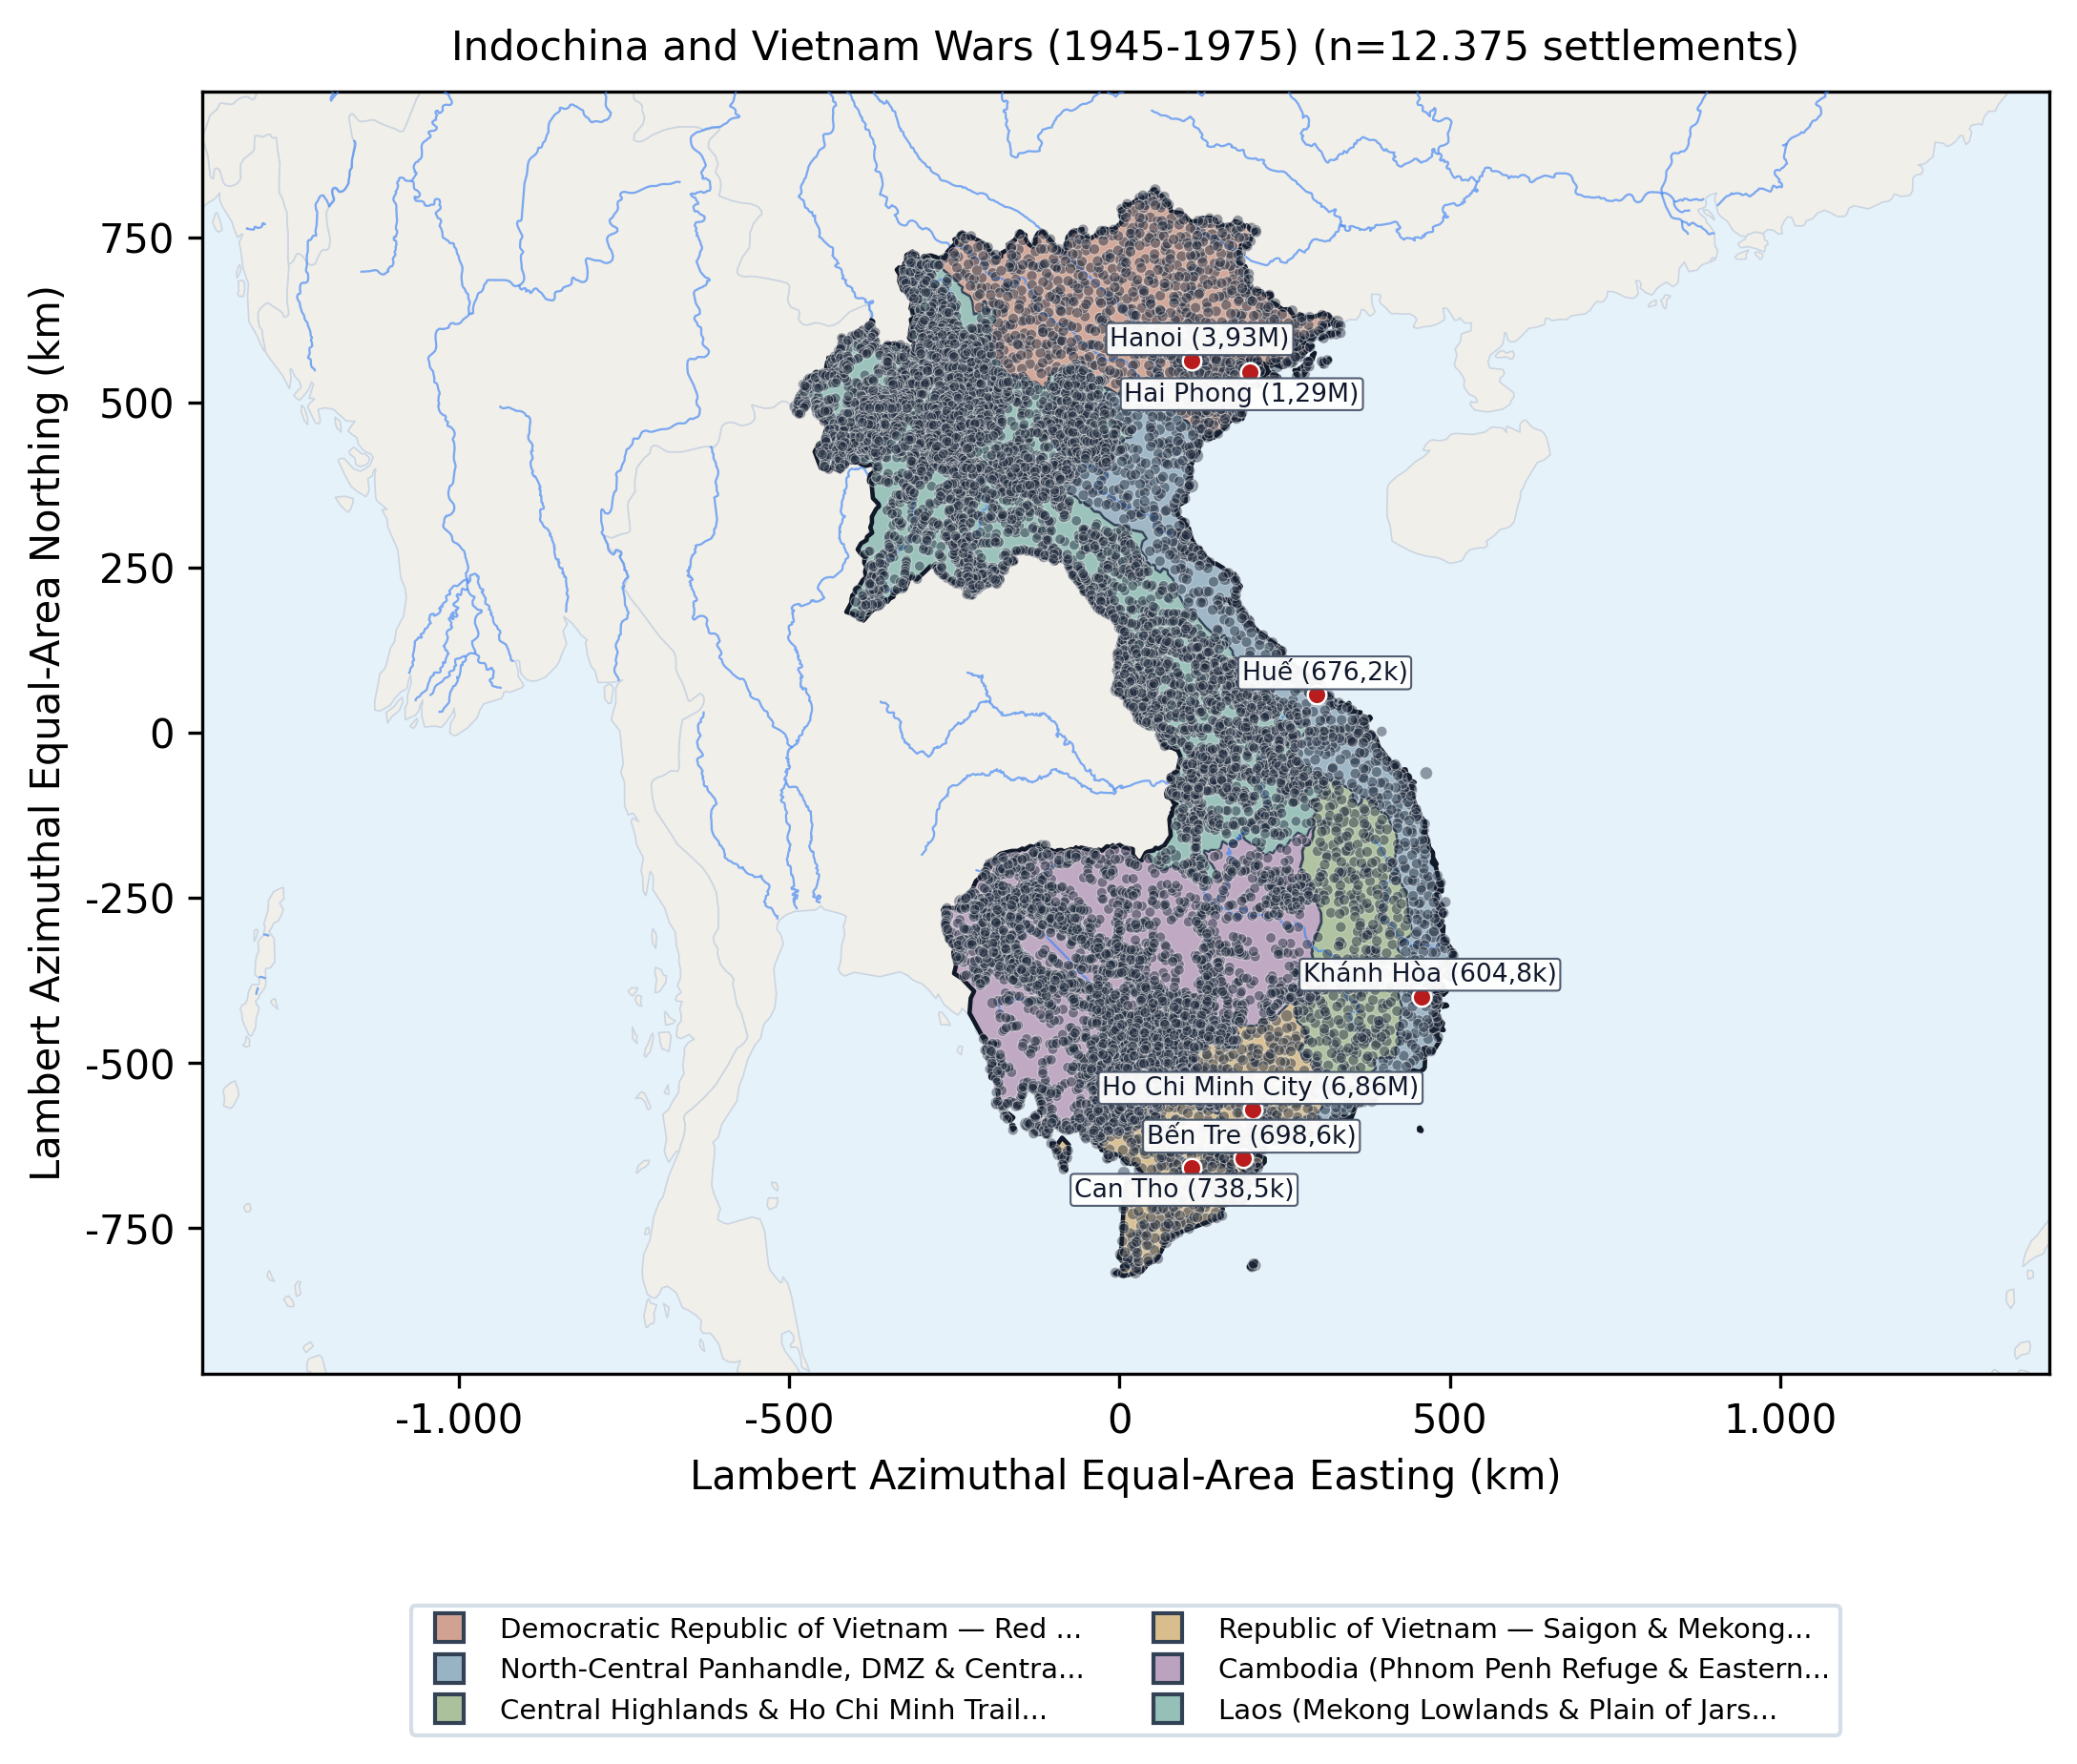 Indochina and Vietnam Wars (1945-1975) (n=12.375 settlements)
Lambert Azimuthal Equal-Area Northing (km)
750
500
250
0
-250
-500
-750
Hanoi (3,93M)
Hai Phong (1,29M)
Huế (676,2k)
Khánh Hòa (604,8k)
Ho Chi Minh City (6,86M)
Bến Tre (698,6k)
Can Tho (738,5k)
-1.000
-500
0
500
1.000
Lambert Azimuthal Equal-Area Easting (km)
Democratic Republic of Vietnam — Red ...
North-Central Panhandle, DMZ & Centra...
Central Highlands & Ho Chi Minh Trail...
Republic of Vietnam — Saigon & Mekong...
Cambodia (Phnom Penh Refuge & Eastern...
Laos (Mekong Lowlands & Plain of Jars...